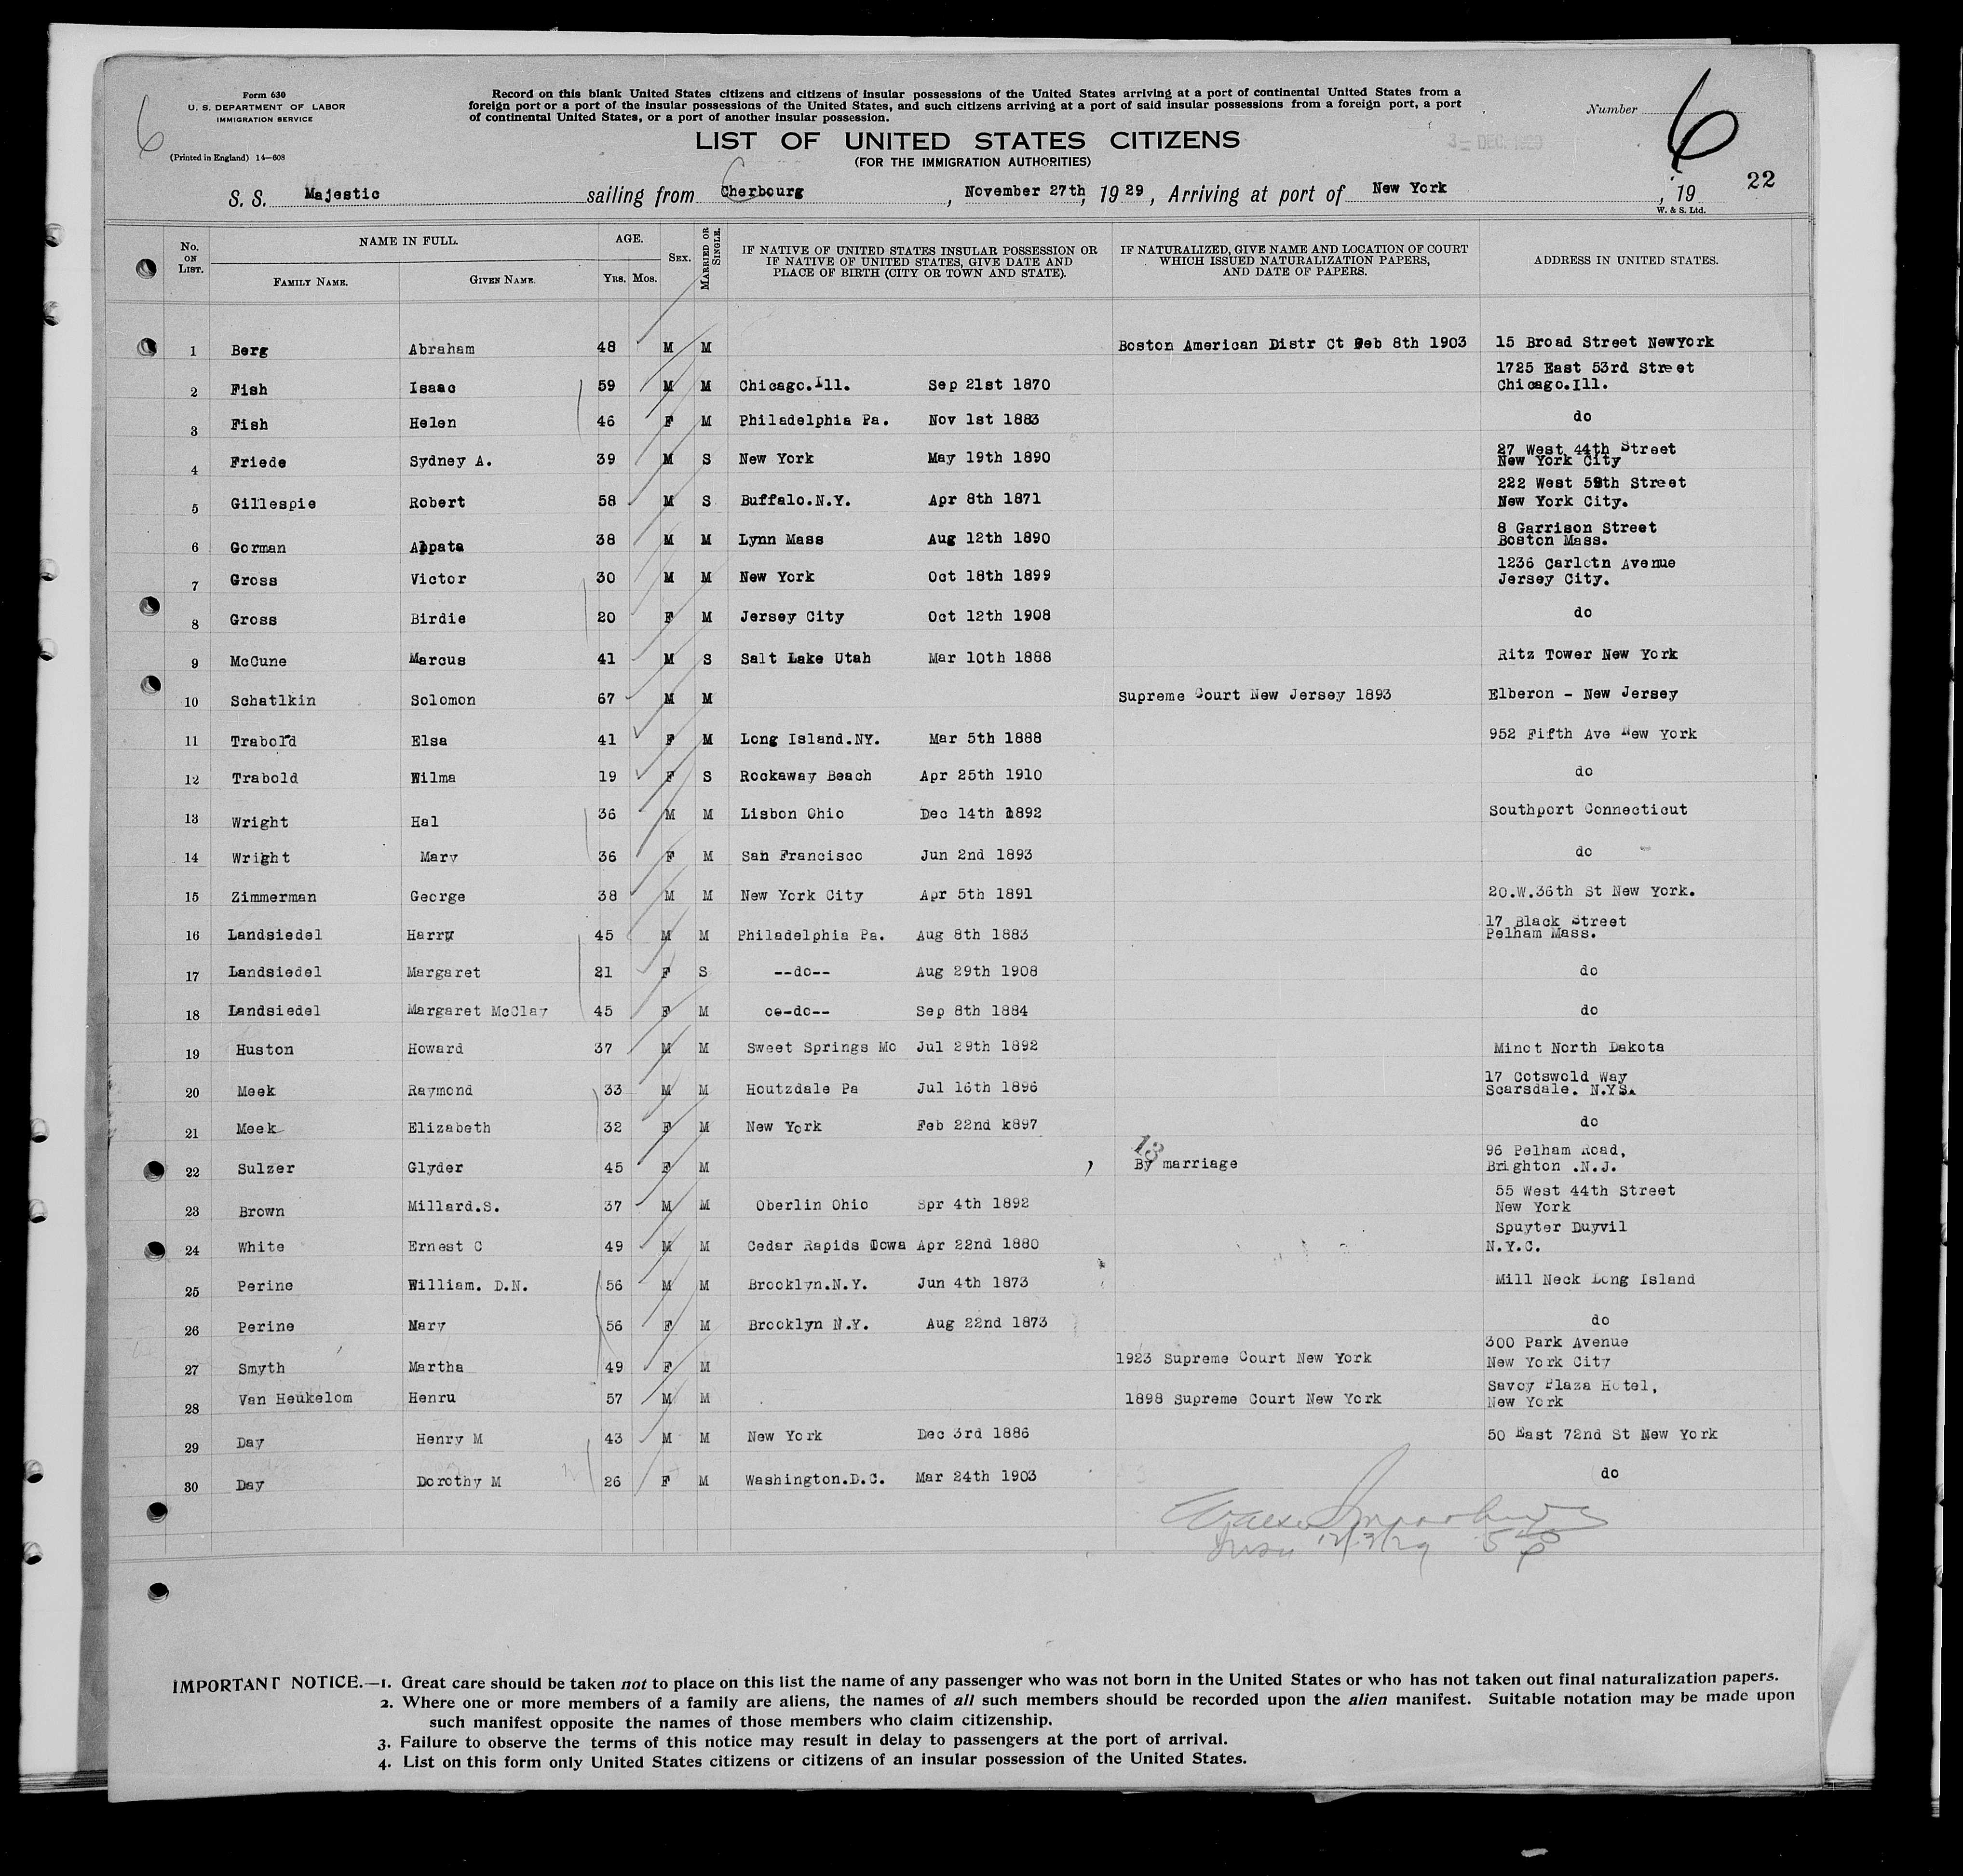 Form 630
U. S. DEPARTMENT OF LABOR
IMMIGRATION SERVICE
(Printed in England) 14—608
6
Record on this blank United States citizens and citizens of insular possessions of the United States arriving at a port of continental United States from a
foreign port or a port of the insular possessions of the United States, and such citizens arriving at a port of said insular possessions from a foreign port, a port
of continental United States, or a port of another insular possession.
Number 6
LIST OF UNITED STATES CITIZENS
(FOR THE IMMIGRATION AUTHORITIES)
3– DEC. 1929
S. S. Majestic sailing from Cherbourg, November 27th, 1929, Arriving at port of New York, 19 22
W. & S. Ltd.
No. ON LIST. NAME IN FULL. FAMILY NAME. GIVEN NAME. AGE. YRS. MOS. SEX. MARRIED OR SINGLE. IF NATIVE OF UNITED STATES INSULAR POSSESSION OR IF NATIVE OF UNITED STATES, GIVE DATE AND PLACE OF BIRTH (CITY OR TOWN AND STATE). IF NATURALIZED, GIVE NAME AND LOCATION OF COURT WHICH ISSUED NATURALIZATION PAPERS, AND DATE OF PAPERS. ADDRESS IN UNITED STATES.
1 Berg Abraham 48 M M Boston American Distr Ct Feb 8th 1903 15 Broad Street NewYork
2 Fish Isaac 59 M M Chicago.Ill. Sep 21st 1870 1725 East 53rd Street Chicago.Ill.
3 Fish Helen 46 F M Philadelphia Pa. Nov 1st 1883 do
4 Friede Sydney A. 39 M S New York May 19th 1890 27 West 44th Street New York City
5 Gillespie Robert 58 M S Buffalo.N.Y. Apr 8th 1871 222 West 59th Street New York City.
6 Gorman Appata 38 M M Lynn Mass Aug 12th 1890 8 Garrison Street Boston Mass.
7 Gross Victor 30 M M New York Oct 18th 1899 1236 Carlotn Avenue Jersey City.
8 Gross Birdie 20 F M Jersey City Oct 12th 1908 do
9 McCune Marcus 41 M S Salt Lake Utah Mar 10th 1888 Ritz Tower New York
10 Schatlkin Solomon 67 M M Supreme Court New Jersey 1893 Elberon - New Jersey
11 Trabold Elsa 41 F M Long Island.NY. Mar 5th 1888 952 Fifth Ave New York
12 Trabold Wilma 19 F S Rockaway Beach Apr 25th 1910 do
13 Wright Hal 36 M M Lisbon Ohio Dec 14th 1892 Southport Connecticut
14 Wright Mary 36 F M San Francisco Jun 2nd 1893 do
15 Zimmerman George 38 M M New York City Apr 5th 1891 20.W.36th St New York.
16 Landsiedel Harry 45 M M Philadelphia Pa. Aug 8th 1883 17 Black Street Pelham Mass.
17 Landsiedel Margaret 21 F S --do-- Aug 29th 1908 do
18 Landsiedel Margaret McClay 45 F M ce-do-- Sep 8th 1884 do
19 Huston Howard 37 M M Sweet Springs Mo Jul 29th 1892 Minot North Dakota
20 Meek Raymond 33 M M Houtzdale Pa Jul 16th 1896 17 Cotswold Way Scarsdale. N.YS.
21 Meek Elizabeth 32 F M New York Feb 22nd k897 do
22 Sulzer Glyder 45 F M 13 By marriage 96 Pelham Road, Brighton .N.J.
23 Brown Millard.S. 37 M M Oberlin Ohio Spr 4th 1892 55 West 44th Street New York
24 White Ernest C 49 M M Cedar Rapids Iowa Apr 22nd 1880 Spuyter Duyvil N.Y.C.
25 Perine William. D.N. 56 M M Brooklyn.N.Y. Jun 4th 1873 Mill Neck Long Island
26 Perine Mary 56 F M Brooklyn N.Y. Aug 22nd 1873 do
27 Smyth Martha 49 F M 1923 Supreme Court New York 300 Park Avenue New York City
28 Van Heukelom Henru 57 M M 1898 Supreme Court New York Savoy Plaza Hotel, New York
29 Day Henry M 43 M M New York Dec 3rd 1886 50 East 72nd St New York
30 Day Dorothy M 26 F M Washington.D.C. Mar 24th 1903 do
12/3/29
IMPORTANT NOTICE.—1. Great care should be taken not to place on this list the name of any passenger who was not born in the United States or who has not taken out final naturalization papers.
2. Where one or more members of a family are aliens, the names of all such members should be recorded upon the alien manifest. Suitable notation may be made upon
such manifest opposite the names of those members who claim citizenship.
3. Failure to observe the terms of this notice may result in delay to passengers at the port of arrival.
4. List on this form only United States citizens or citizens of an insular possession of the United States.